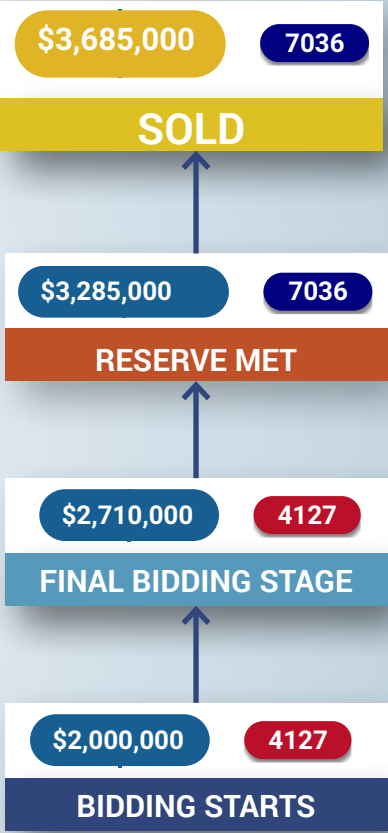 $3,685,000 7036
SOLD
$3,285,000 7036
RESERVE MET
$2,710,000 4127
FINAL BIDDING STAGE
$2,000,000 4127
BIDDING STARTS